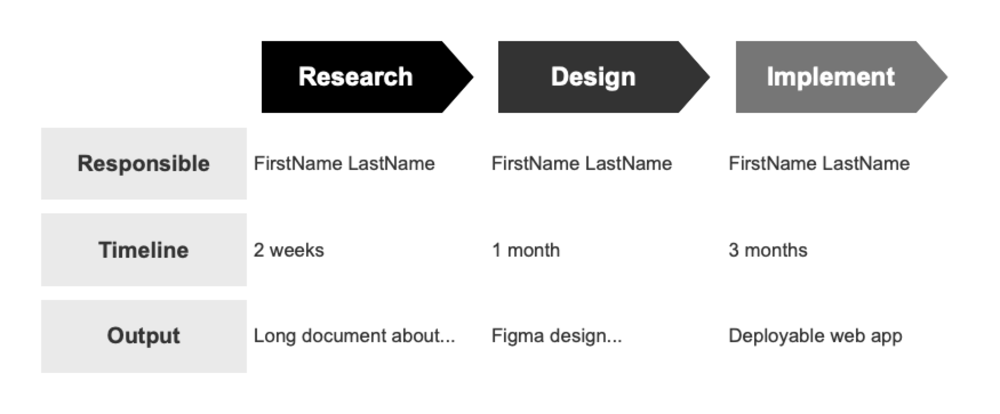 Research Design Implement
Responsible FirstName LastName FirstName LastName FirstName LastName
Timeline 2 weeks 1 month 3 months
Output Long document about... Figma design... Deployable web app